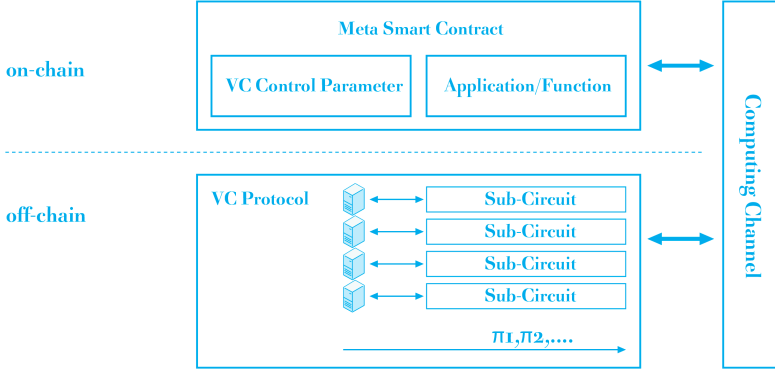 Meta Smart Contract
on-chain
VC Control Parameter
Application/Function
Computing Channel
off-chain
VC Protocol
Sub-Circuit
Sub-Circuit
Sub-Circuit
Sub-Circuit
π1,π2,....